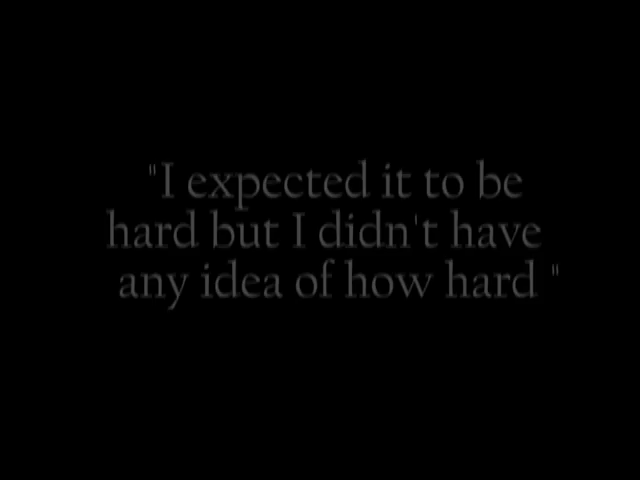 "I expected it to be
hard but I didn't have
any idea of how hard "